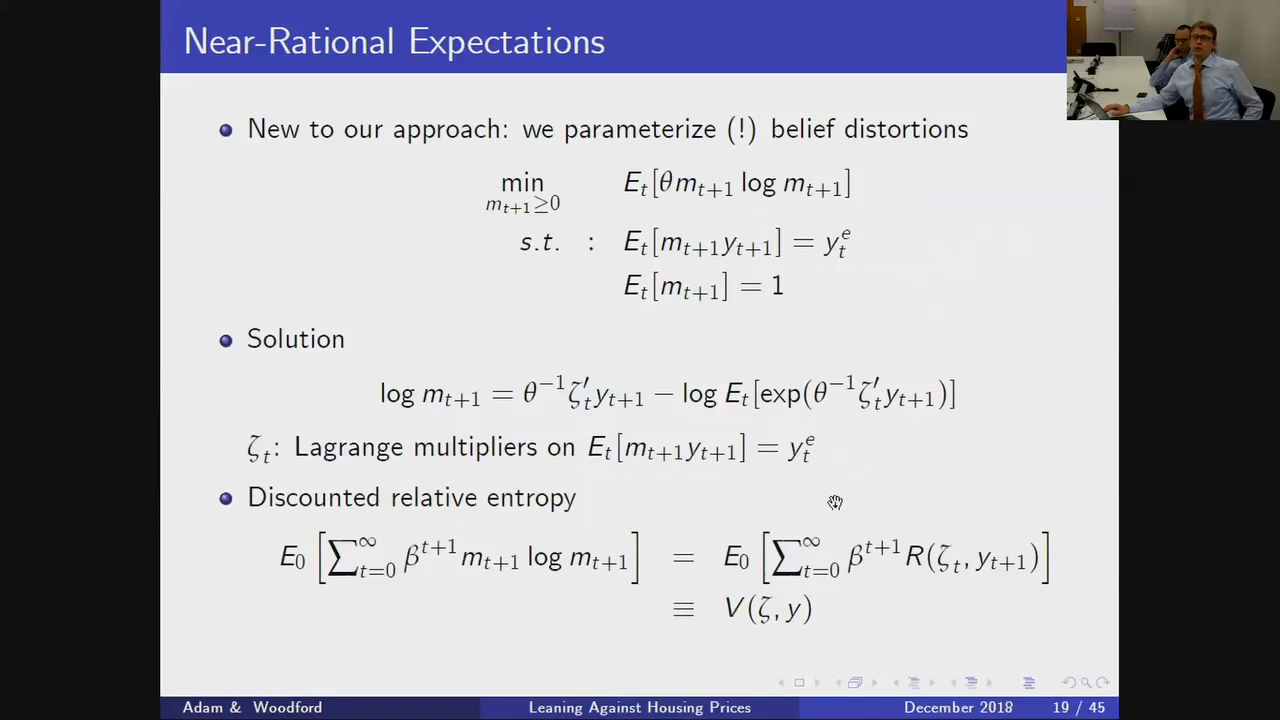 Near-Rational Expectations
New to our approach: we parameterize (!) belief distortions
min_{m_{t+1}≥0} E_t[θm_{t+1} log m_{t+1}]
s.t. : E_t[m_{t+1}y_{t+1}] = y_t^e
E_t[m_{t+1}] = 1
Solution
log m_{t+1} = θ^{−1}ζ′_t y_{t+1} − log E_t[exp(θ^{−1}ζ′_t y_{t+1})]
ζ_t: Lagrange multipliers on E_t[m_{t+1}y_{t+1}] = y_t^e
Discounted relative entropy
E_0 [∑_{t=0}^∞ β^{t+1} m_{t+1} log m_{t+1}] = E_0 [∑_{t=0}^∞ β^{t+1} R(ζ_t, y_{t+1})]
≡ V(ζ, y)
Adam & Woodford Leaning Against Housing Prices December 2018 19 / 45